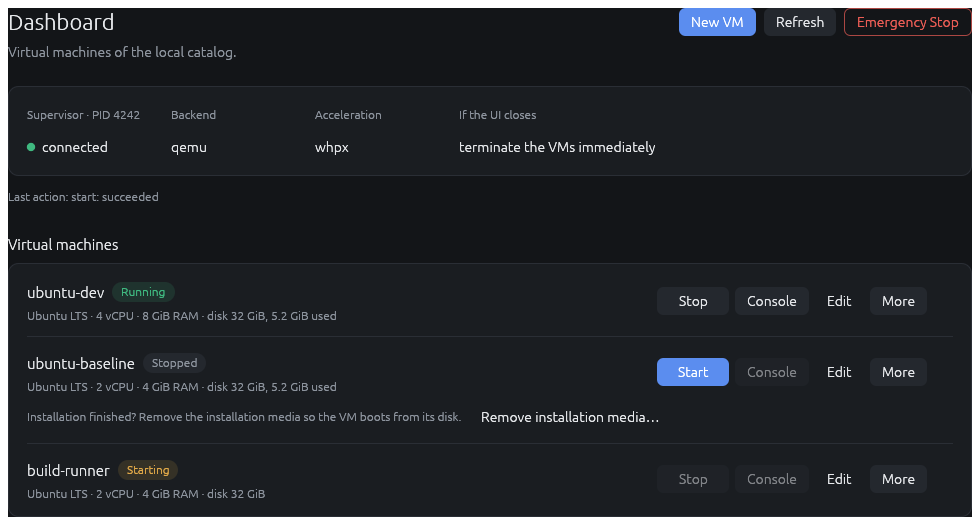 Dashboard
New VM Refresh Emergency Stop
Virtual machines of the local catalog.
Supervisor · PID 4242 Backend Acceleration If the UI closes
connected qemu whpx terminate the VMs immediately
Last action: start: succeeded
Virtual machines
ubuntu-dev Running
Stop Console Edit More
Ubuntu LTS · 4 vCPU · 8 GiB RAM · disk 32 GiB, 5.2 GiB used
ubuntu-baseline Stopped
Start Console Edit More
Ubuntu LTS · 2 vCPU · 4 GiB RAM · disk 32 GiB, 5.2 GiB used
Installation finished? Remove the installation media so the VM boots from its disk. Remove installation media…
build-runner Starting
Stop Console Edit More
Ubuntu LTS · 2 vCPU · 4 GiB RAM · disk 32 GiB